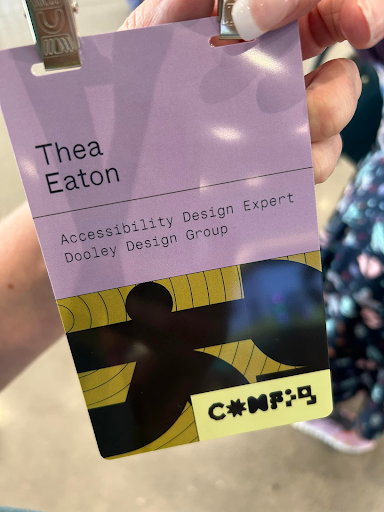 Thea
Eaton
Accessibility Design Expert
Dooley Design Group
CONFIG